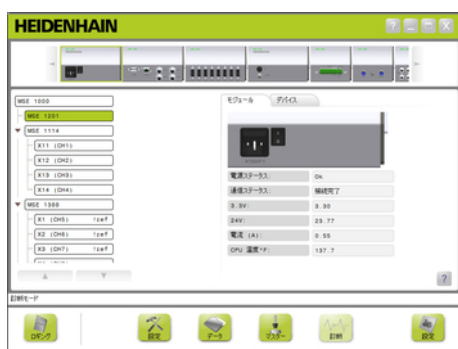 HEIDENHAIN
MSE 1000
MSE 1201
MSE 1114
X11 (CH1)
X12 (CH2)
X13 (CH3)
X14 (CH4)
MSE 1388
X1 (CH5) !ref
X2 (CH6) !ref
X3 (CH7) !ref
モジュール デバイス
電源ステータス: Ok
通信ステータス: 接続完了
3.3V: 3.30
24V: 23.77
電流 (A): 0.55
CPU 温度°F: 137.7
診断モード
ロギング
設定
データ
マスター
診断
設定